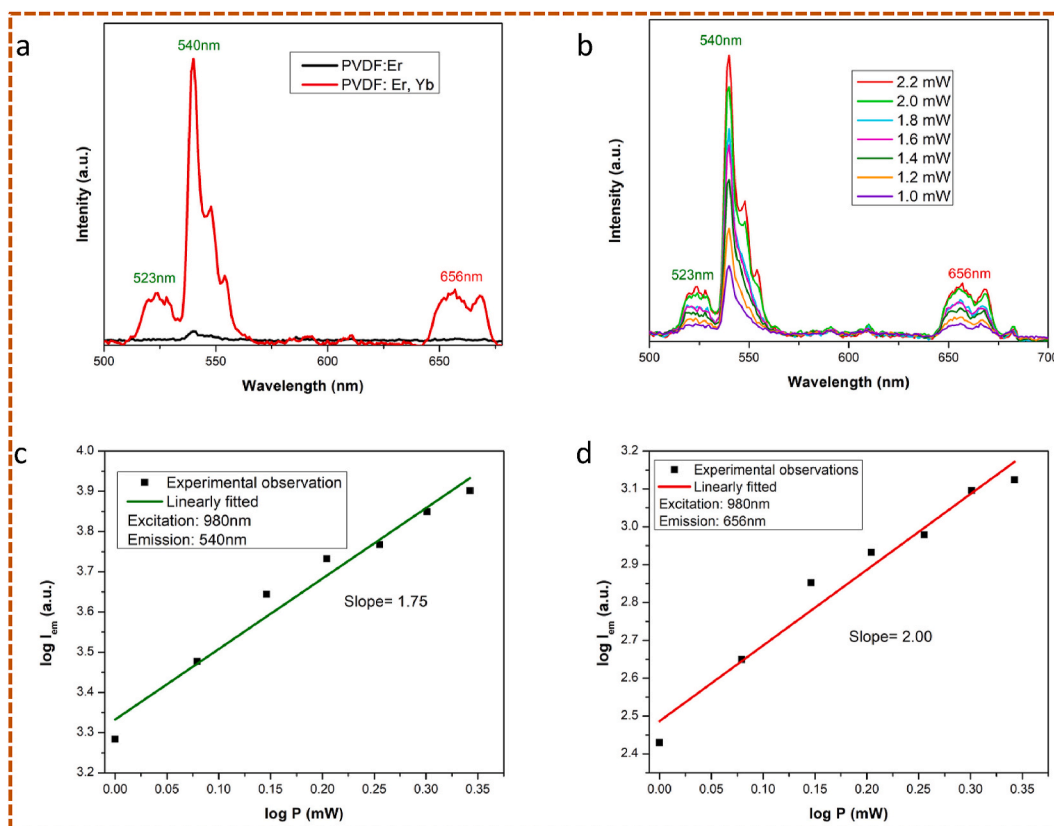 a
540nm
PVDF:Er
PVDF: Er, Yb
523nm
656nm
Intenity (a.u.)
500
550
600
650
Wavelength (nm)
b
540nm
2.2 mW
2.0 mW
1.8 mW
1.6 mW
1.4 mW
1.2 mW
1.0 mW
523nm
656nm
Intensity (a.u.)
500
550
600
650
700
Wavelength (nm)
c
4.0
3.9
3.8
3.7
3.6
3.5
3.4
3.3
3.2
log Iem (a.u.)
Experimental observation
Linearly fitted
Excitation: 980nm
Emission: 540nm
Slope= 1.75
0.00
0.05
0.10
0.15
0.20
0.25
0.30
0.35
log P (mW)
d
3.2
3.1
3.0
2.9
2.8
2.7
2.6
2.5
2.4
log Iem (a.u.)
Experimental observations
Linearly fitted
Excitation: 980nm
Emission: 656nm
Slope= 2.00
0.00
0.05
0.10
0.15
0.20
0.25
0.30
0.35
log P (mW)